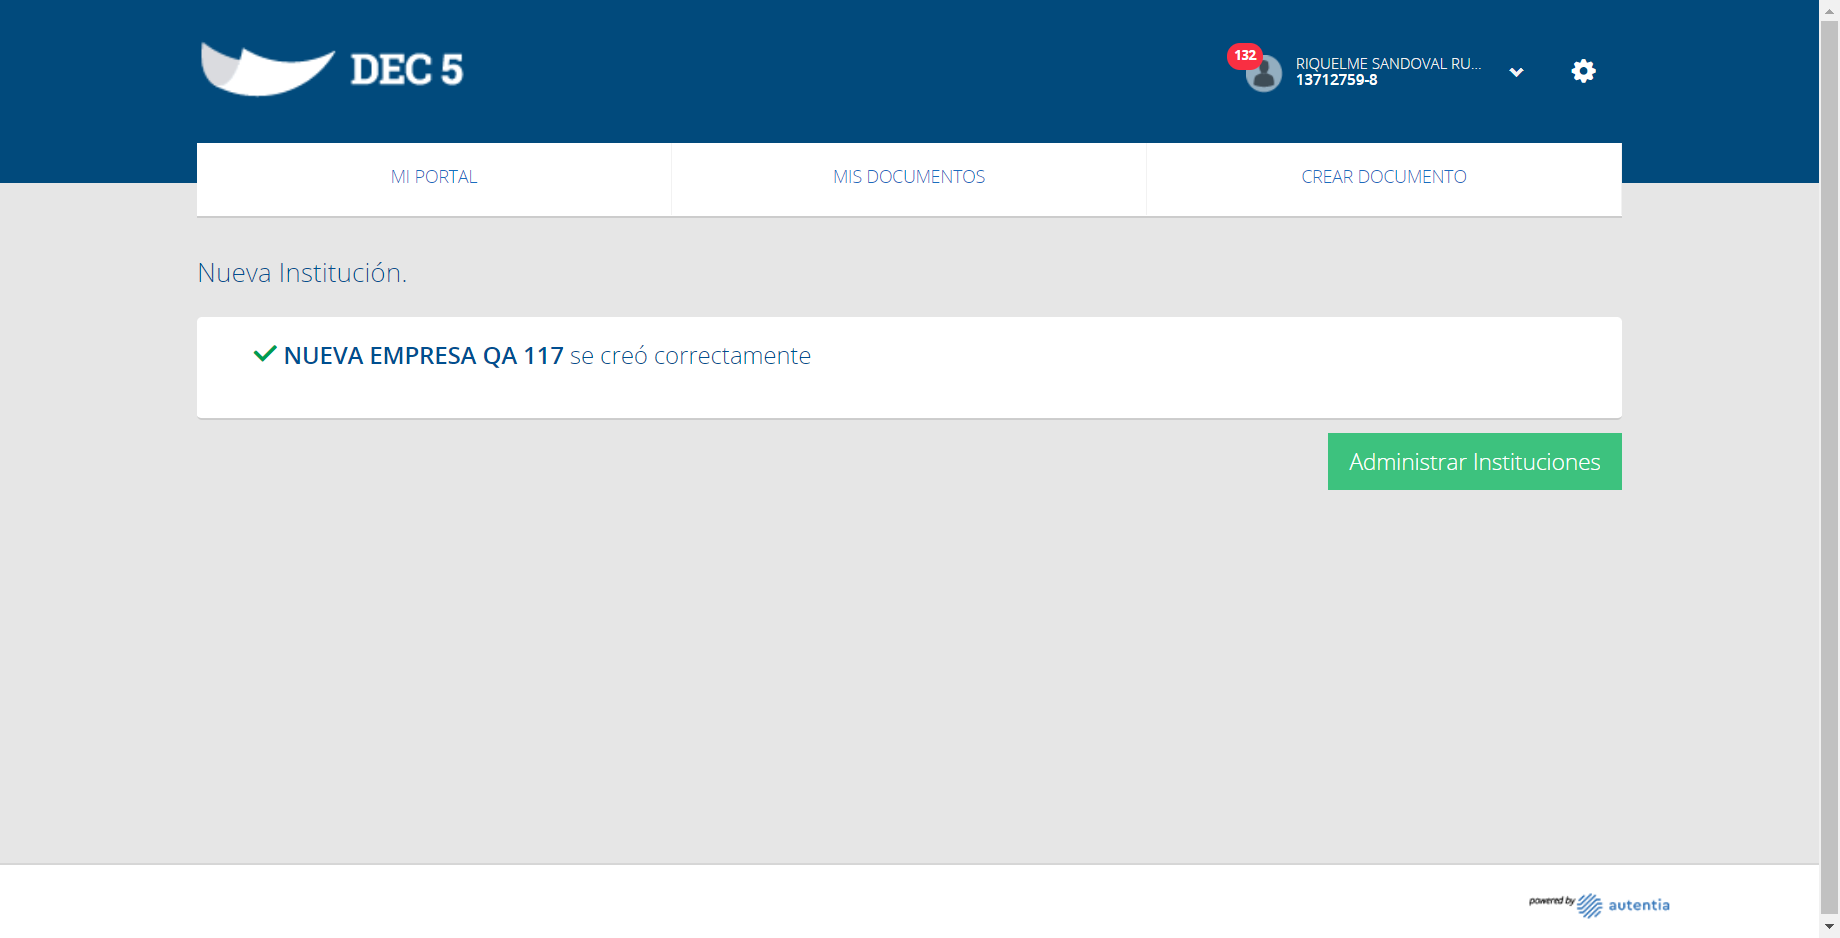 DEC 5
132
RIQUELME SANDOVAL RU...
13712759-8
MI PORTAL
MIS DOCUMENTOS
CREAR DOCUMENTO
Nueva Institución.
NUEVA EMPRESA QA 117 se creó correctamente
Administrar Instituciones
powered by autentia